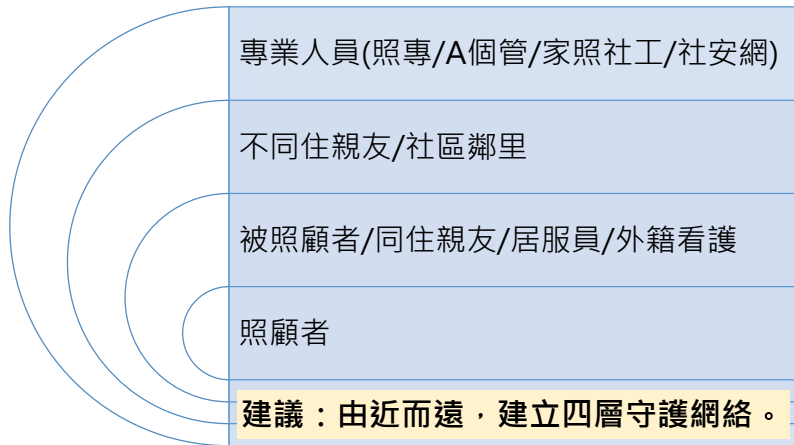 專業人員(照專/A個管/家照社工/社安網)
不同住親友/社區鄰里
被照顧者/同住親友/居服員/外籍看護
照顧者
建議：由近而遠，建立四層守護網絡。